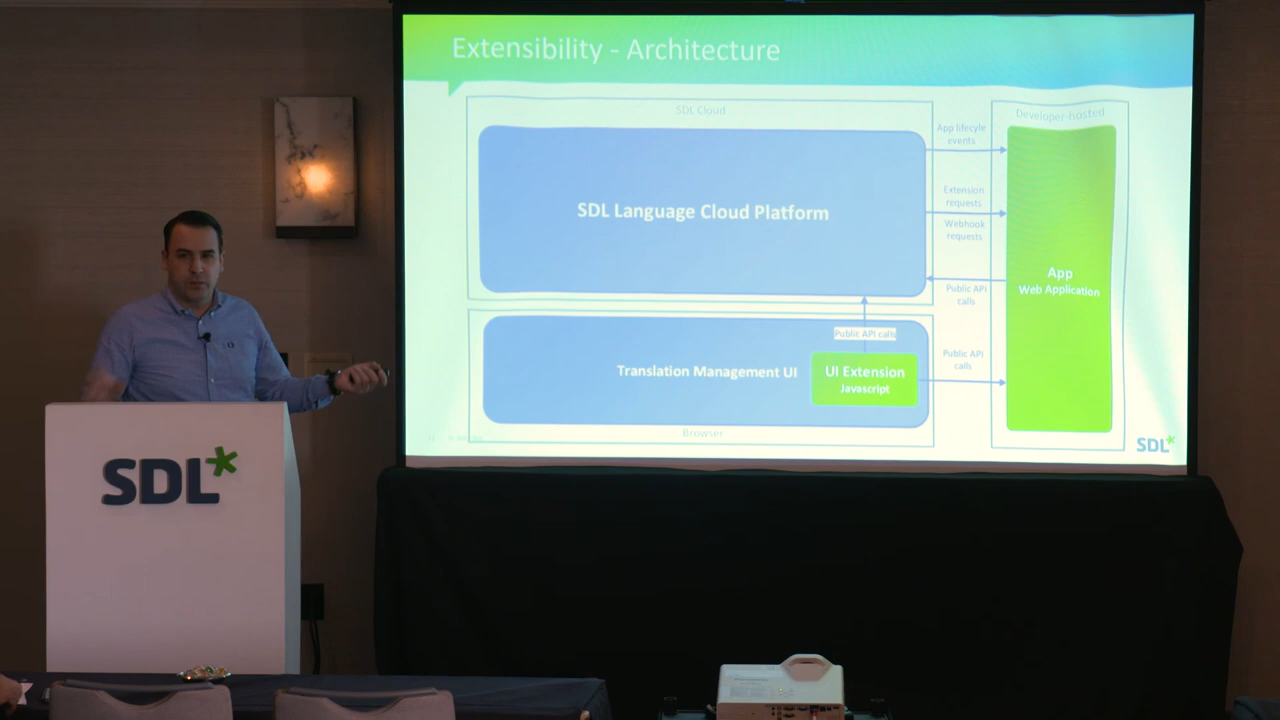 Extensibility - Architecture
SDL Cloud
Developer-hosted
App lifecyle
events
SDL Language Cloud Platform
Extension
requests
Webhook
requests
App
Web Application
Public API
calls
Public API calls
Translation Management UI
UI Extension
Javascript
Public API
calls
Browser
SDL*
SDL*